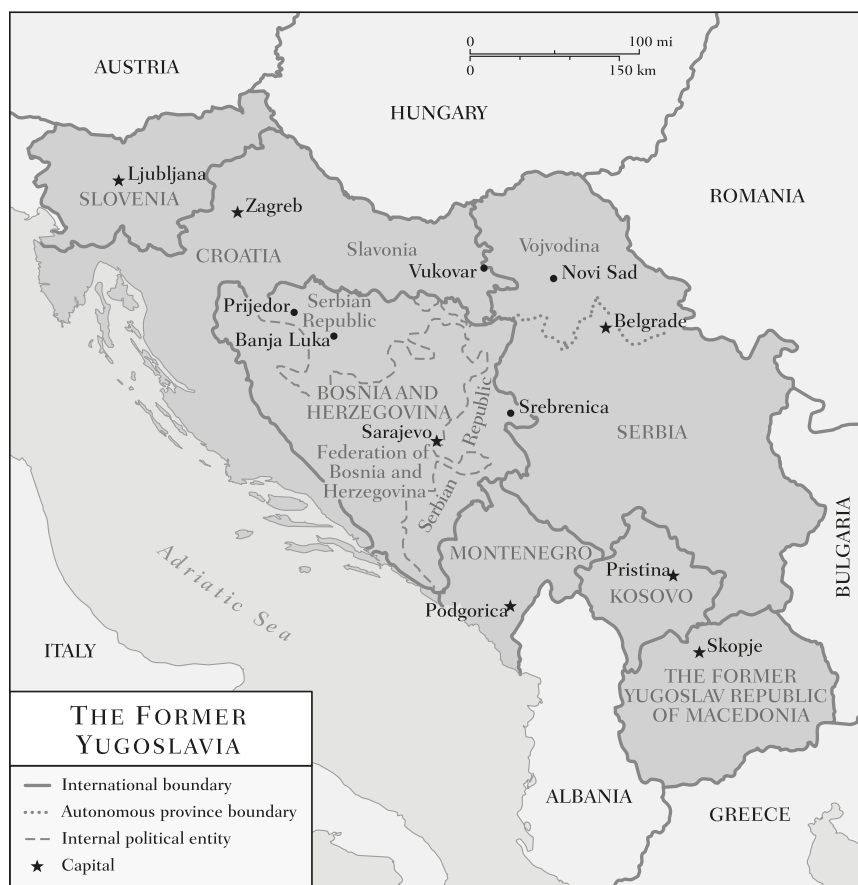 0 100 mi
0 150 km
AUSTRIA
HUNGARY
ROMANIA
Ljubljana
SLOVENIA
Zagreb
CROATIA
Slavonia
Vukovar
Vojvodina
Novi Sad
Belgrade
Prijedor
Serbian
Republic
Banja Luka
BOSNIA AND
HERZEGOVINA
Sarajevo
Federation of
Bosnia and
Herzegovina
Serbian Republic
Srebrenica
SERBIA
BULGARIA
MONTENEGRO
Podgorica
Pristina
KOSOVO
Skopje
THE FORMER
YUGOSLAV REPUBLIC
OF MACEDONIA
Adriatic Sea
ITALY
ALBANIA
GREECE
THE FORMER
YUGOSLAVIA
International boundary
Autonomous province boundary
Internal political entity
Capital